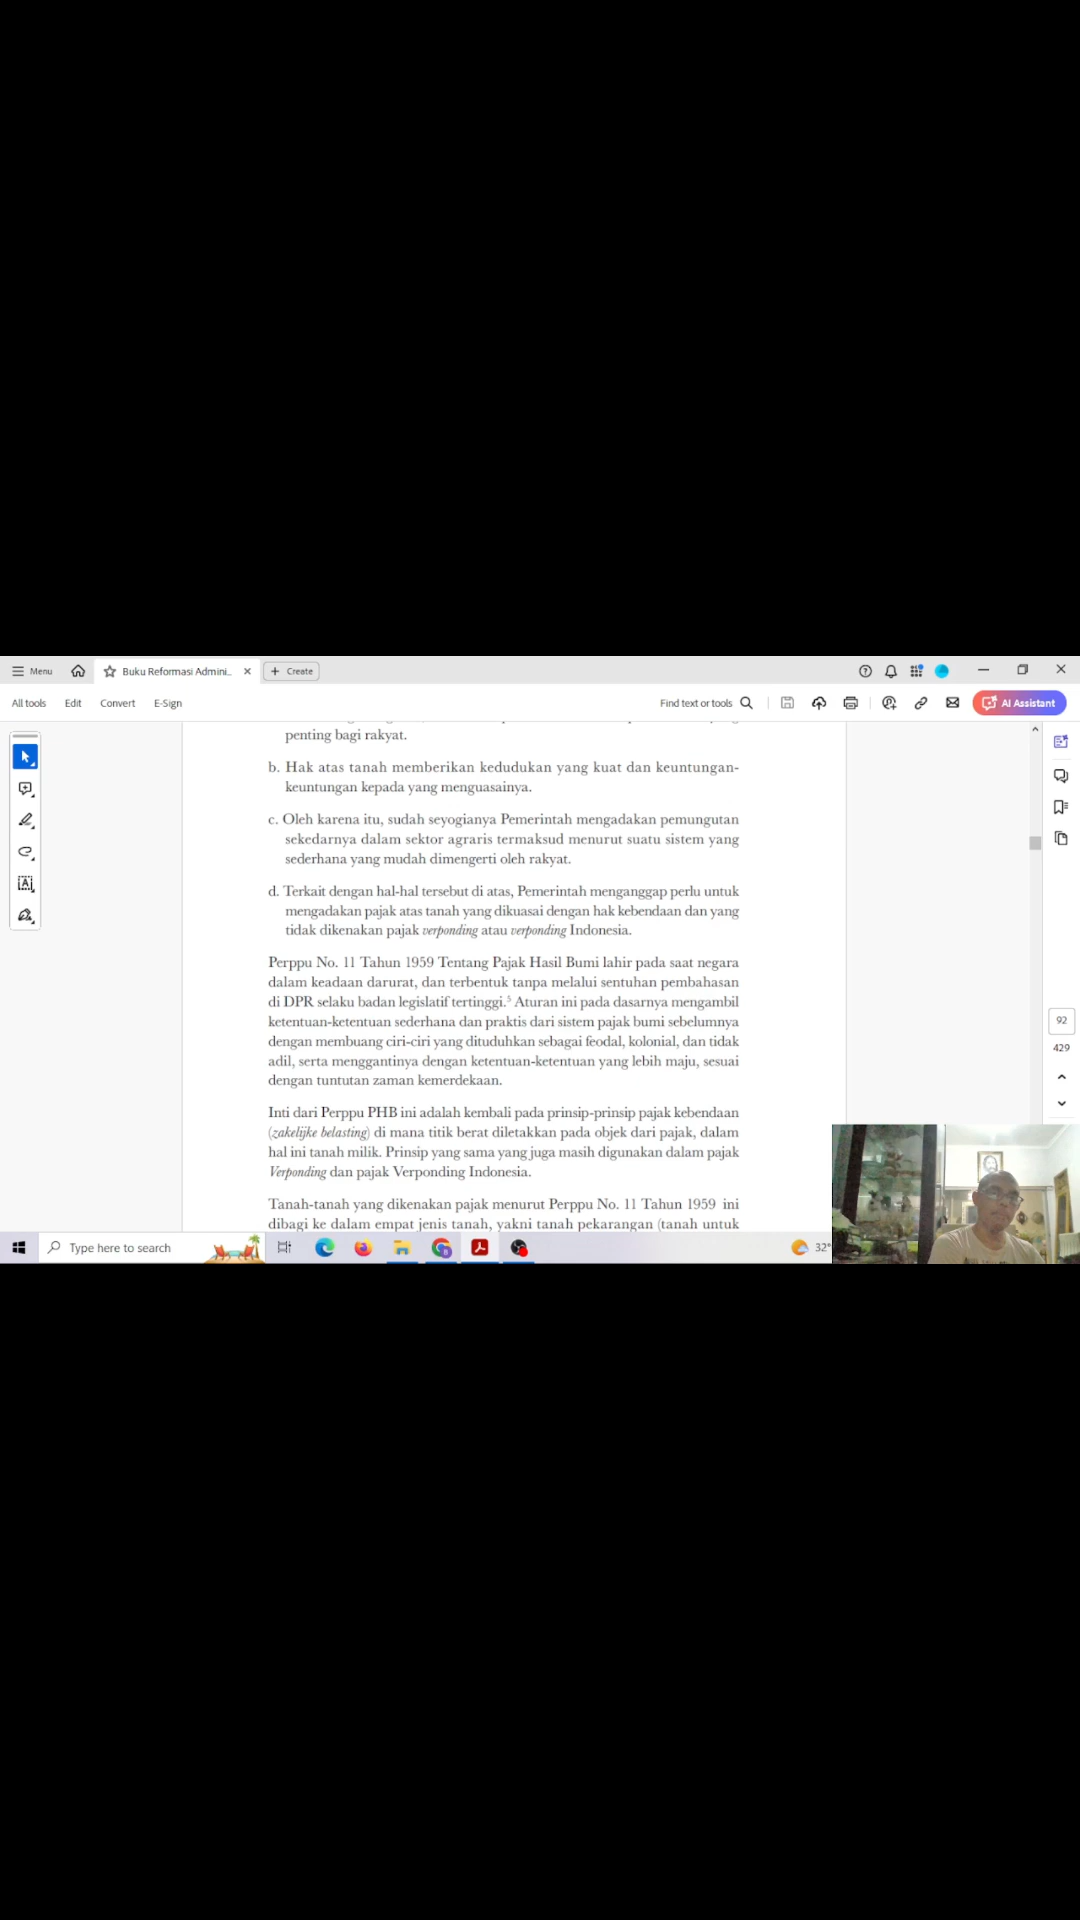 Menu
Buku Reformasi Admini...
Create
All tools
Edit
Convert
E-Sign
Find text or tools
AI Assistant
penting bagi rakyat.
b. Hak atas tanah memberikan kedudukan yang kuat dan keuntungan-
keuntungan kepada yang menguasainya.
c. Oleh karena itu, sudah seyogianya Pemerintah mengadakan pemungutan
sekedarnya dalam sektor agraris termaksud menurut suatu sistem yang
sederhana yang mudah dimengerti oleh rakyat.
d. Terkait dengan hal-hal tersebut di atas, Pemerintah menganggap perlu untuk
mengadakan pajak atas tanah yang dikuasai dengan hak kebendaan dan yang
tidak dikenakan pajak verponding atau verponding Indonesia.
Perppu No. 11 Tahun 1959 Tentang Pajak Hasil Bumi lahir pada saat negara
dalam keadaan darurat, dan terbentuk tanpa melalui sentuhan pembahasan
di DPR selaku badan legislatif tertinggi.⁵ Aturan ini pada dasarnya mengambil
ketentuan-ketentuan sederhana dan praktis dari sistem pajak bumi sebelumnya
dengan membuang ciri-ciri yang dituduhkan sebagai feodal, kolonial, dan tidak
adil, serta menggantinya dengan ketentuan-ketentuan yang lebih maju, sesuai
dengan tuntutan zaman kemerdekaan.
Inti dari Perppu PHB ini adalah kembali pada prinsip-prinsip pajak kebendaan
(zakelijke belasting) di mana titik berat diletakkan pada objek dari pajak, dalam
hal ini tanah milik. Prinsip yang sama yang juga masih digunakan dalam pajak
Verponding dan pajak Verponding Indonesia.
Tanah-tanah yang dikenakan pajak menurut Perppu No. 11 Tahun 1959 ini
dibagi ke dalam empat jenis tanah, yakni tanah pekarangan (tanah untuk
92
429
Type here to search
32°